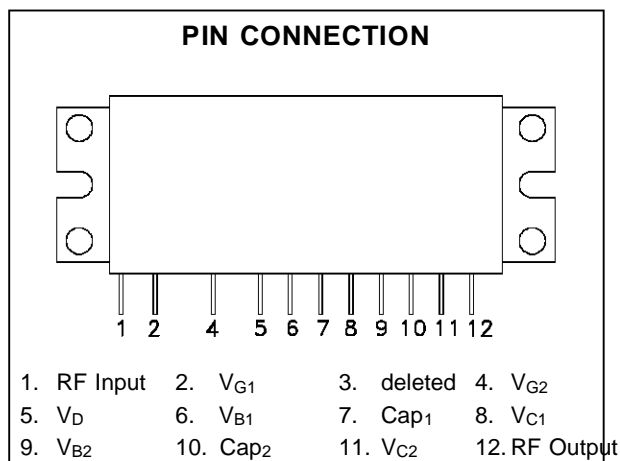 PIN CONNECTION
1 2 4 5 6 7 8 9 10 11 12
1. RF Input 2. VG1 3. deleted 4. VG2
5. VD 6. VB1 7. Cap1 8. VC1
9. VB2 10. Cap2 11. VC2 12. RF Output